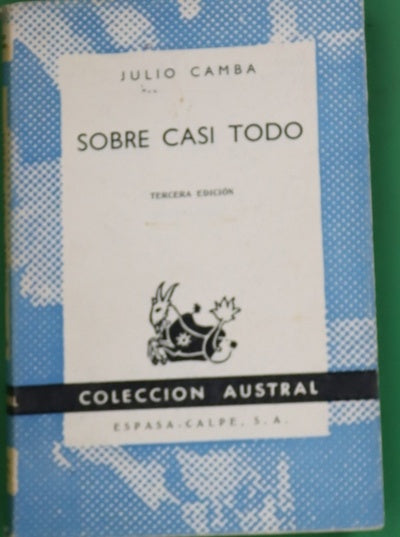 JULIO CAMBA
SOBRE CASI TODO
TERCERA EDICIÓN
COLECCION AUSTRAL
ESPASA-CALPE, S. A.